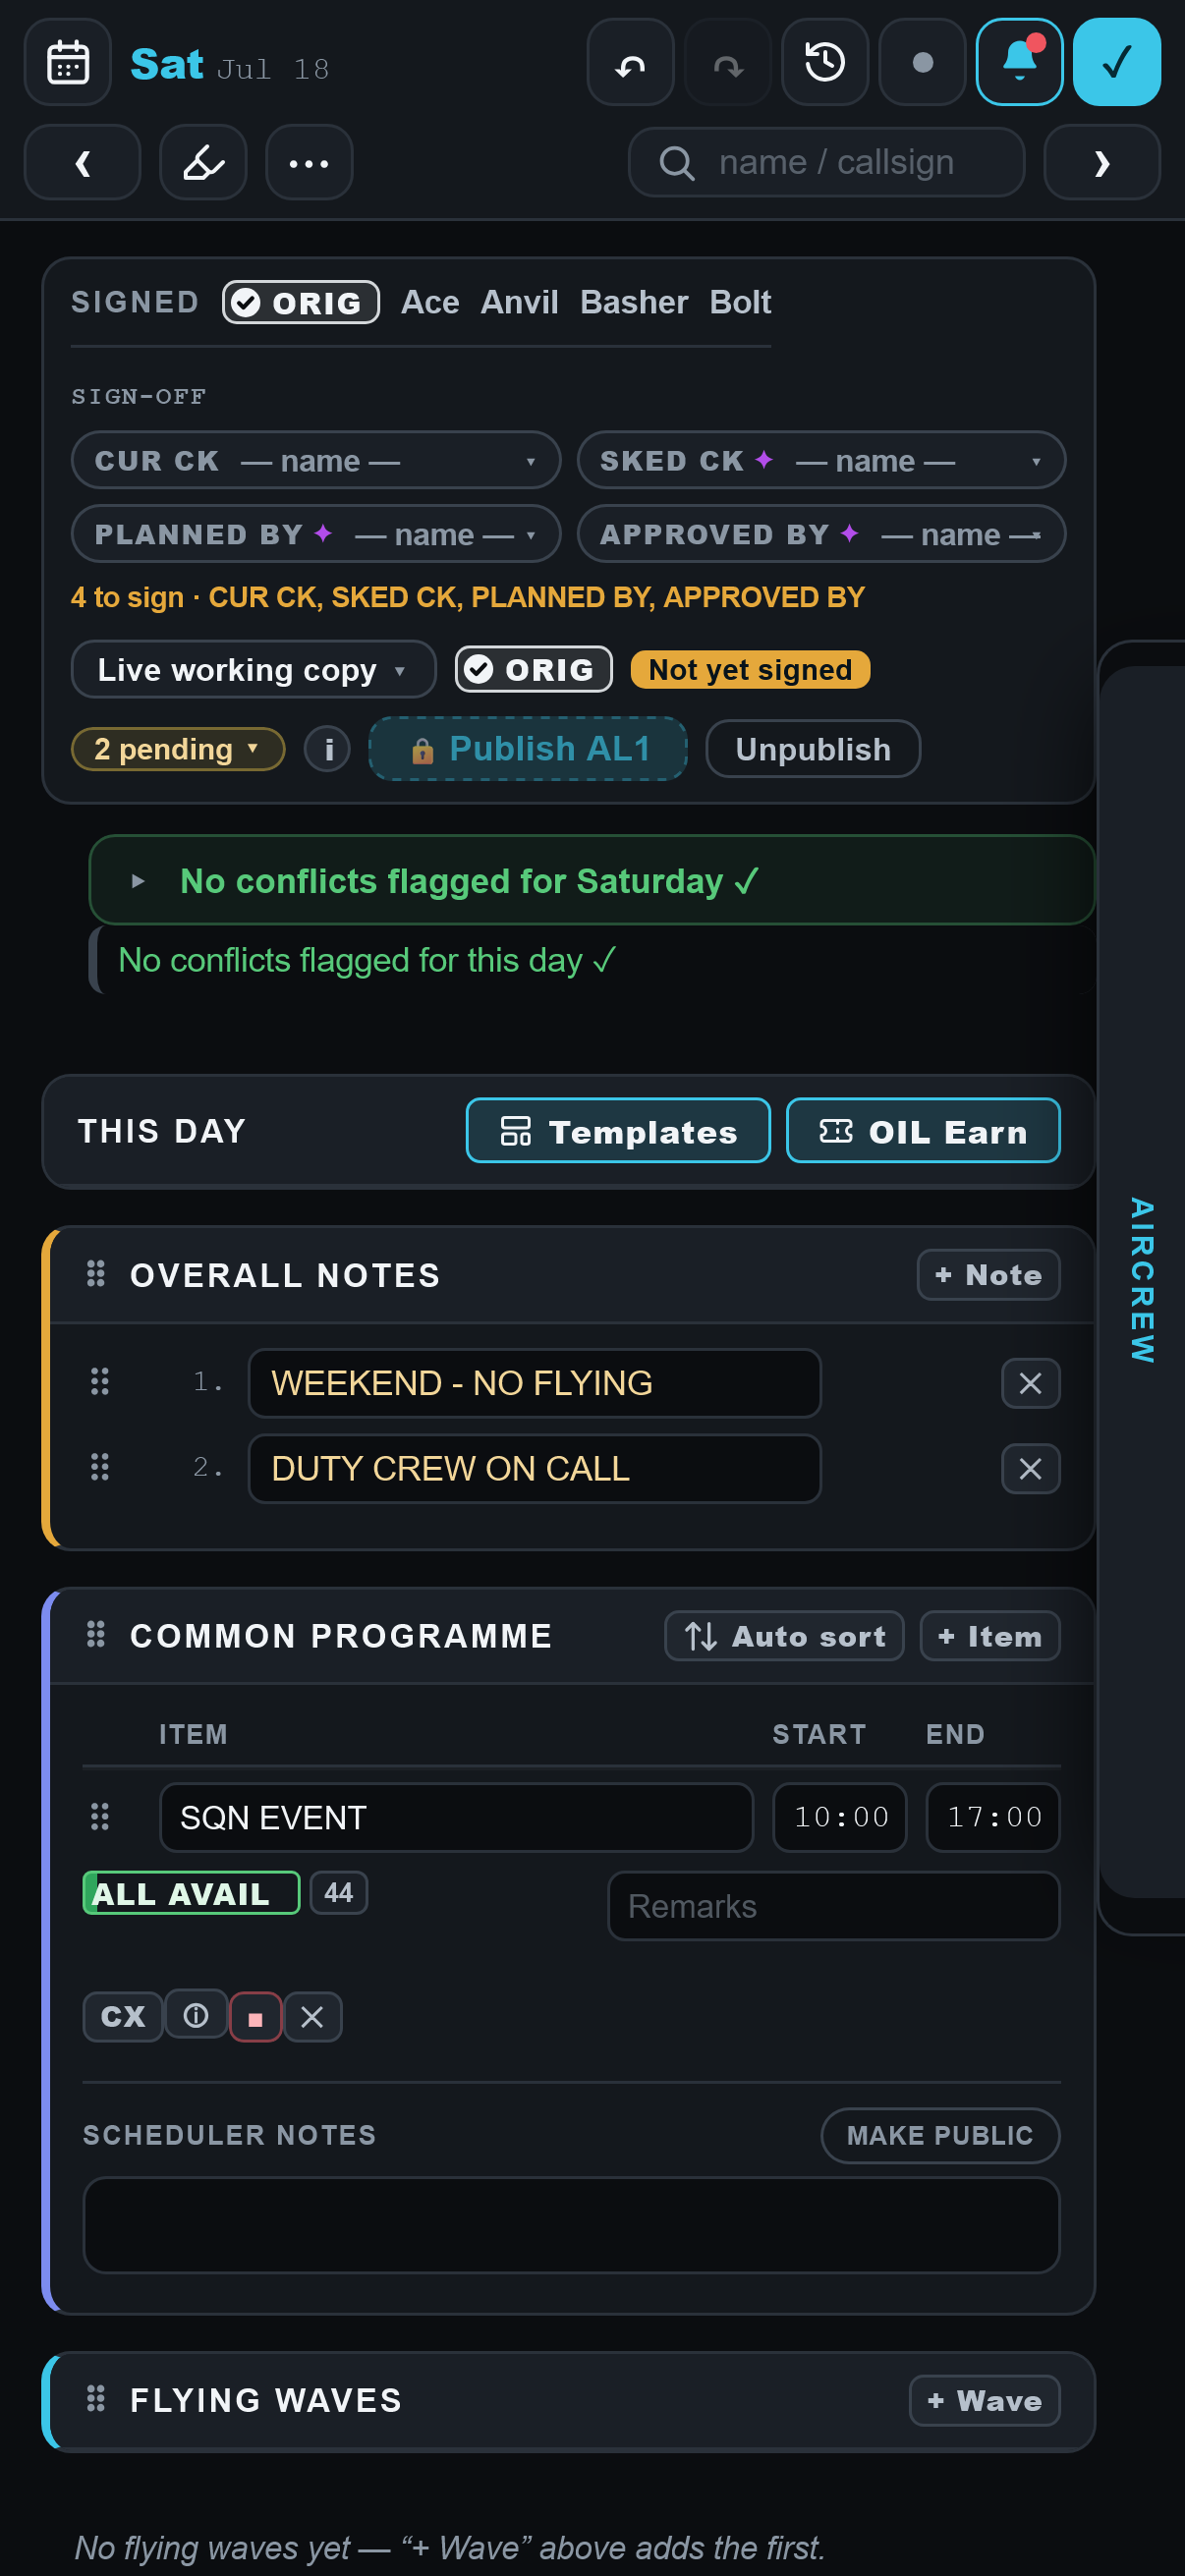 Sat Jul 18
name / callsign
SIGNED ORIG Ace Anvil Basher Bolt
SIGN-OFF
CUR CK — name —
SKED CK ✦ — name —
PLANNED BY ✦ — name —
APPROVED BY ✦ — name —
4 to sign · CUR CK, SKED CK, PLANNED BY, APPROVED BY
Live working copy ORIG Not yet signed
2 pending i Publish AL1 Unpublish
No conflicts flagged for Saturday ✓
No conflicts flagged for this day ✓
AIRCREW
THIS DAY Templates OIL Earn
OVERALL NOTES + Note
1. WEEKEND - NO FLYING
2. DUTY CREW ON CALL
COMMON PROGRAMME Auto sort + Item
ITEM START END
SQN EVENT 10:00 17:00
ALL AVAIL 44 Remarks
CX
SCHEDULER NOTES MAKE PUBLIC
FLYING WAVES + Wave
No flying waves yet — “+ Wave” above adds the first.